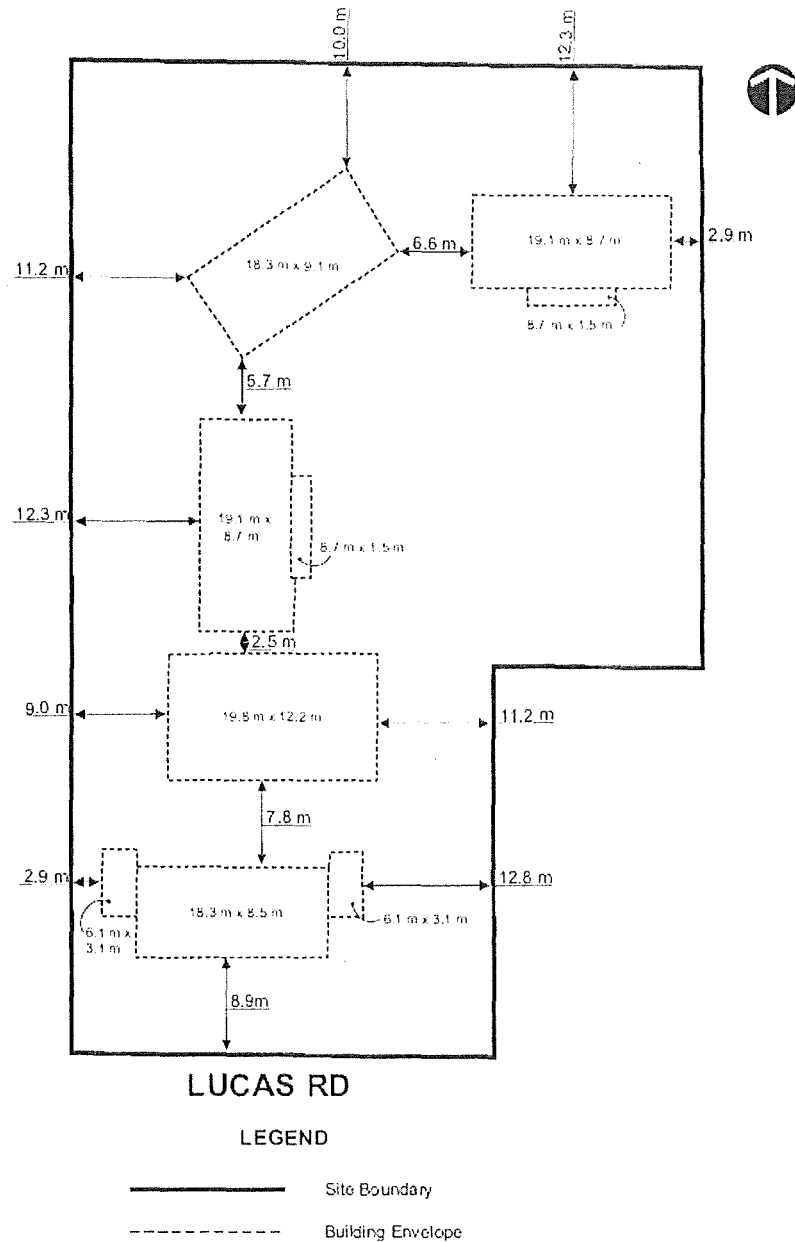 10.0 m
12.3 m
18.3 m x 9.1 m
6.6 m
19.1 m x 8.7 m
2.9 m
11.2 m
8.7 m x 1.5 m
5.7 m
12.3 m
19.1 m x
8.7 m
8.7 m x 1.5 m
2.5 m
9.0 m
19.8 m x 12.2 m
11.2 m
7.8 m
2.9 m
12.8 m
18.3 m x 8.5 m
6.1 m x 3.1 m
6.1 m x
3.1 m
8.9m
LUCAS RD
LEGEND
Site Boundary
Building Envelope